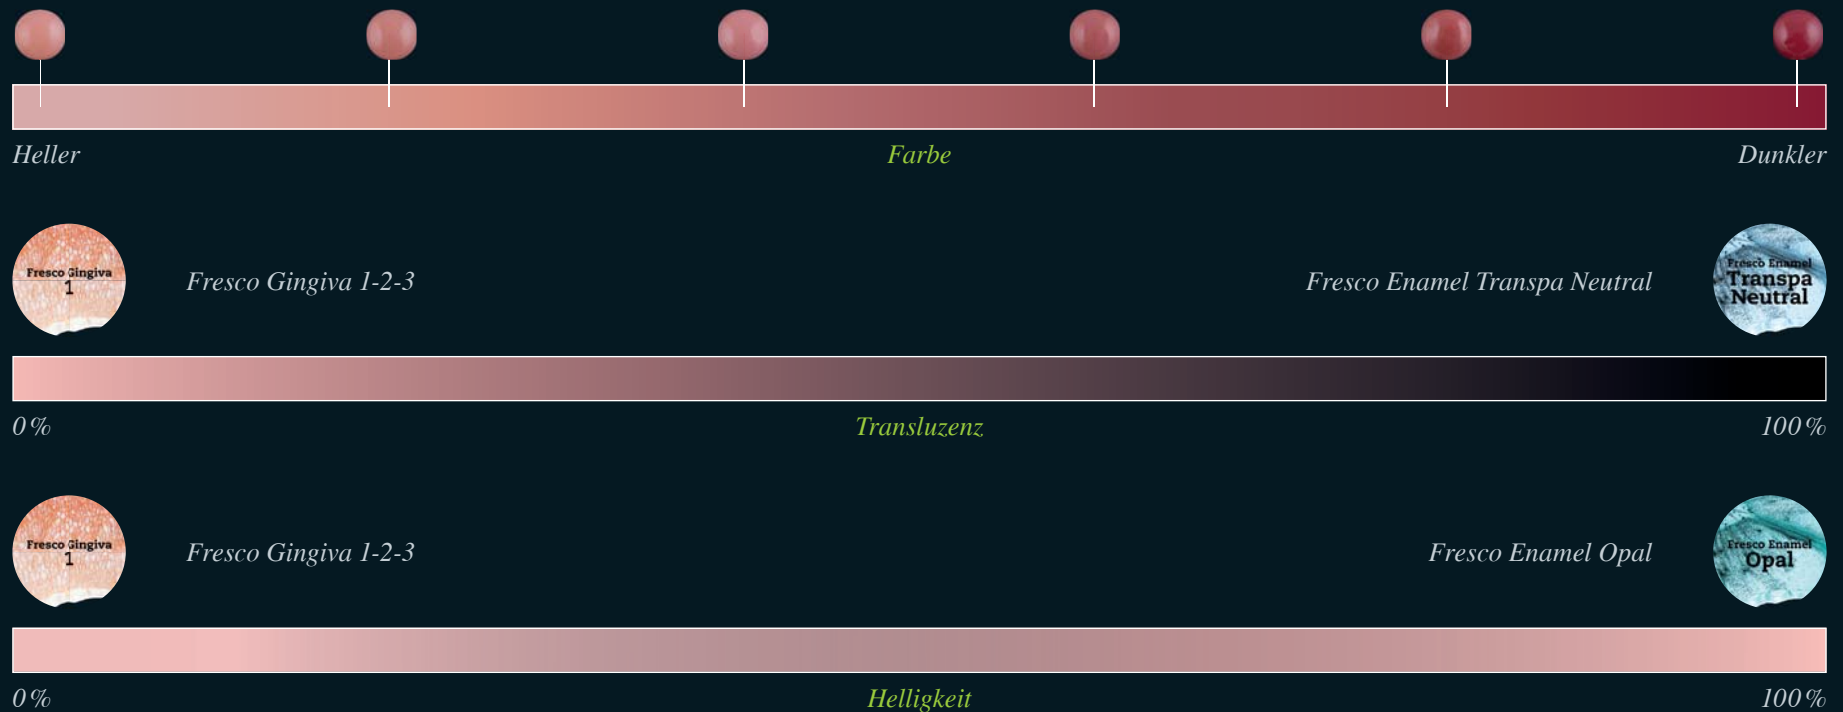 Heller Farbe Dunkler
Fresco Gingiva
1
Fresco Gingiva 1-2-3
Fresco Enamel Transpa Neutral
Fresco Enamel
Transpa
Neutral
0 % Transluzenz 100 %
Fresco Gingiva
1
Fresco Gingiva 1-2-3
Fresco Enamel Opal
Fresco Enamel
Opal
0 % Helligkeit 100 %